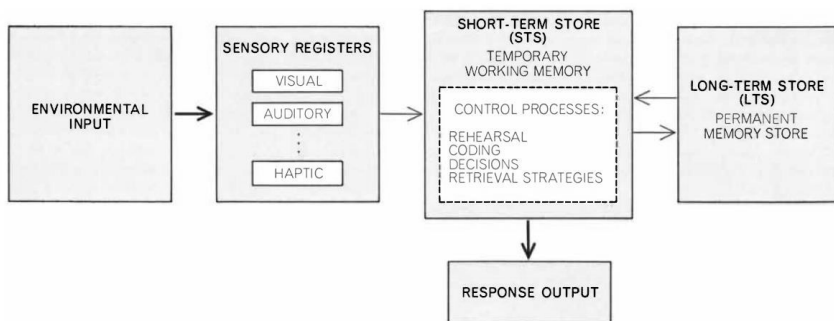 ENVIRONMENTAL
INPUT
SENSORY REGISTERS
VISUAL
AUDITORY
HAPTIC
SHORT-TERM STORE
(STS)
TEMPORARY
WORKING MEMORY
CONTROL PROCESSES:
REHEARSAL
CODING
DECISIONS
RETRIEVAL STRATEGIES
LONG-TERM STORE
(LTS)
PERMANENT
MEMORY STORE
RESPONSE OUTPUT